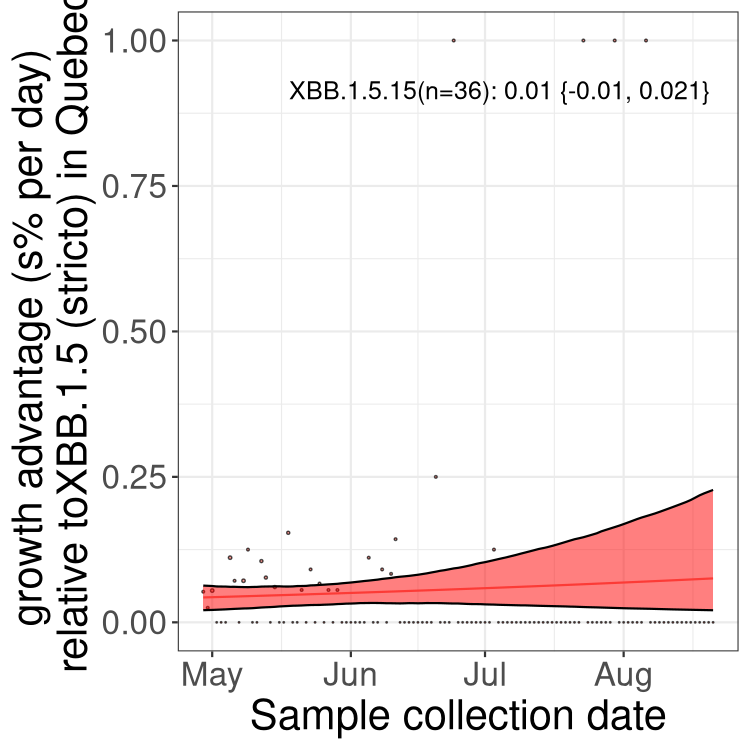 growth advantage (s% per day)
relative toXBB.1.5 (stricto) in Quebec
1.00
0.75
0.50
0.25
0.00
XBB.1.5.15(n=36): 0.01 {-0.01, 0.021}
May Jun Jul Aug
Sample collection date